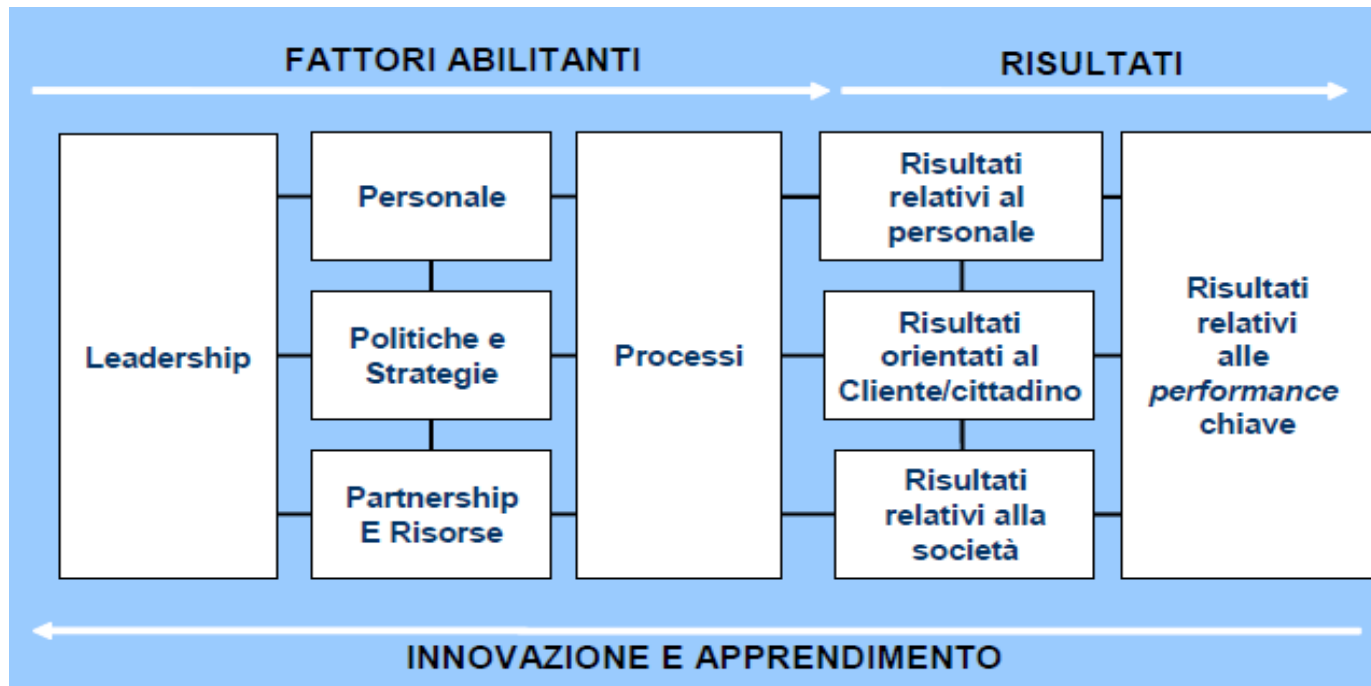 FATTORI ABILITANTI
RISULTATI
Leadership
Personale
Politiche e
Strategie
Partnership
E Risorse
Processi
Risultati
relativi al
personale
Risultati
orientati al
Cliente/cittadino
Risultati
relativi alla
società
Risultati
relativi
alle
performance
chiave
INNOVAZIONE E APPRENDIMENTO